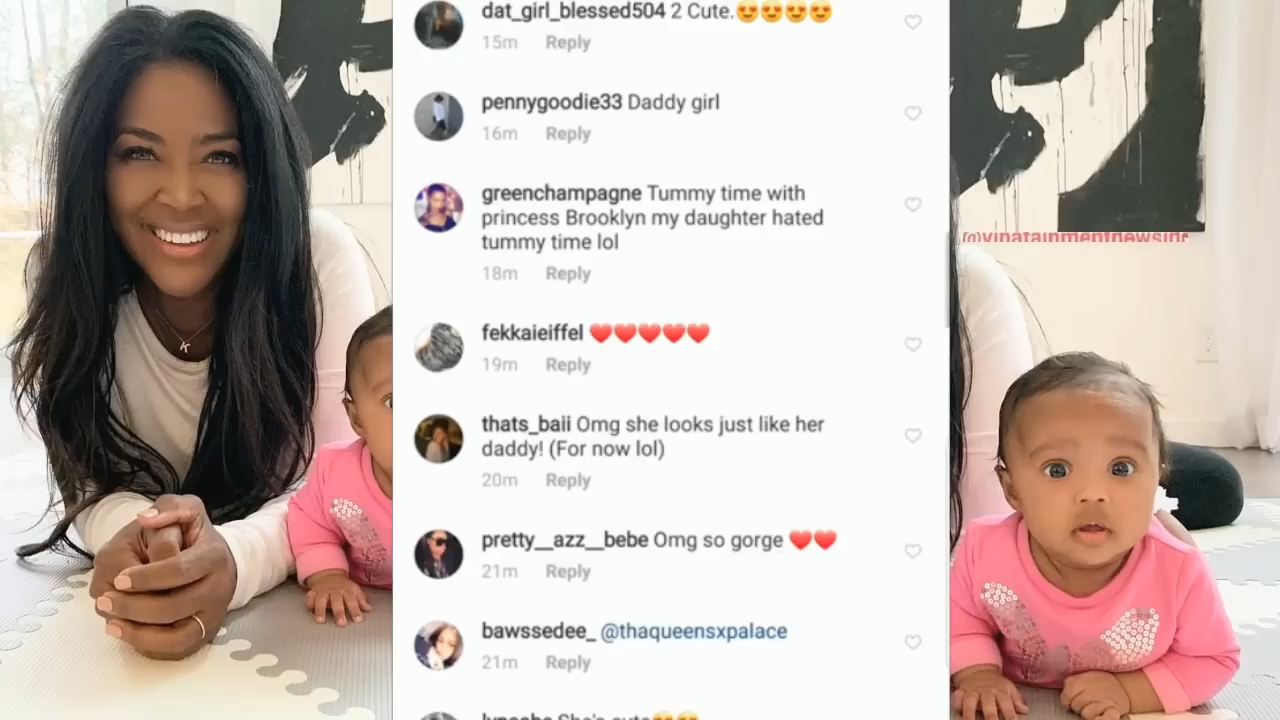 dat_girl_blessed504 2 Cute.😍😍😍😍
15m Reply
pennygoodie33 Daddy girl
16m Reply
greenchampagne Tummy time with
princess Brooklyn my daughter hated
tummy time lol
18m Reply
fekkaieiffel ❤️❤️❤️❤️❤️
19m Reply
thats_baii Omg she looks just like her
daddy! (For now lol)
20m Reply
pretty__azz__bebe Omg so gorge ❤️❤️
21m Reply
bawssedee_ @thaqueensxpalace
21m Reply
She's cute😍😍
K